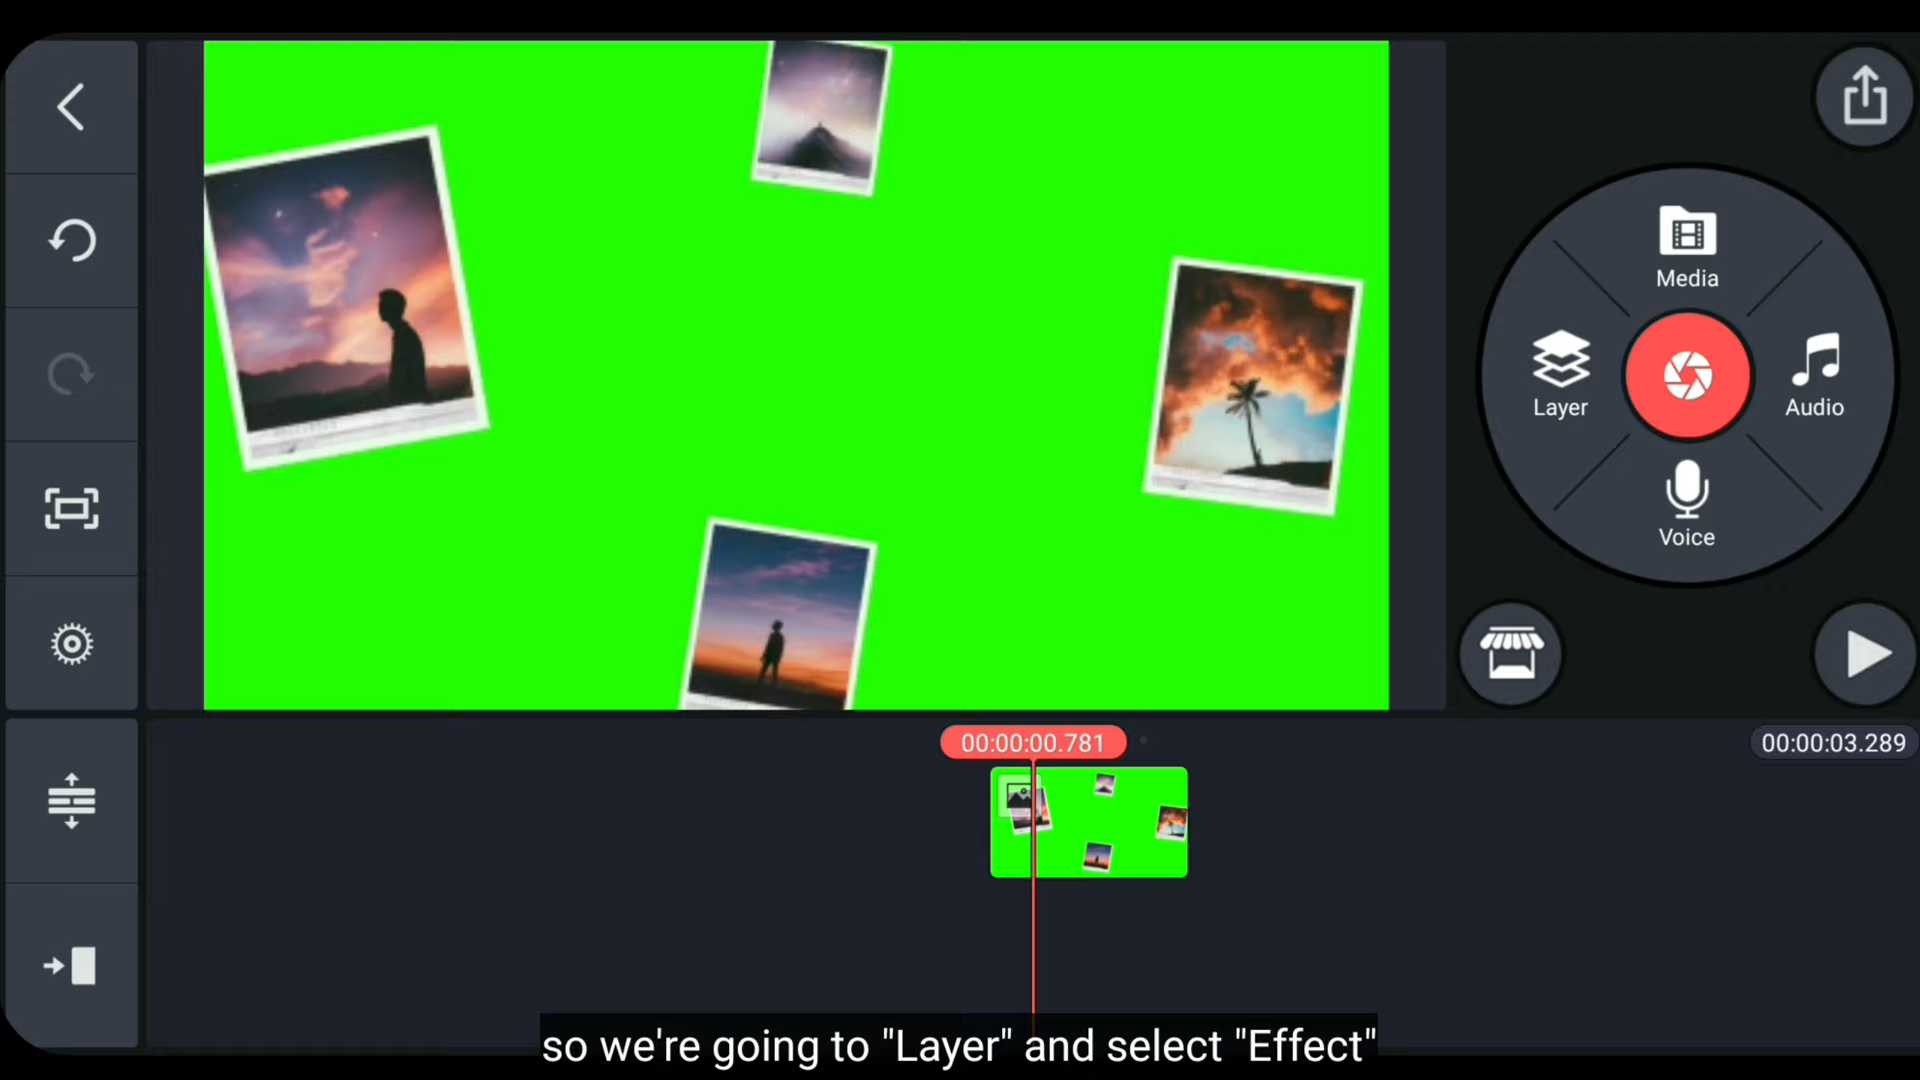 Media
Layer
Audio
Voice
00:00:00.781
00:00:03.289
so we're going to "Layer" and select "Effect"